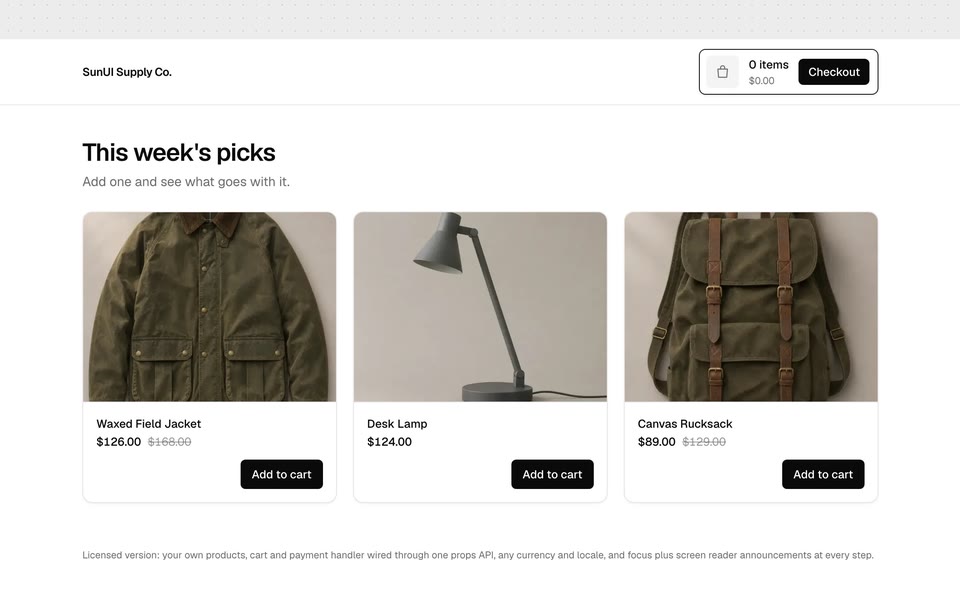 SunUI Supply Co.
0 items
$0.00
Checkout
This week's picks
Add one and see what goes with it.
Waxed Field Jacket
$126.00 $168.00
Add to cart
Desk Lamp
$124.00
Add to cart
Canvas Rucksack
$89.00 $129.00
Add to cart
Licensed version: your own products, cart and payment handler wired through one props API, any currency and locale, and focus plus screen reader announcements at every step.